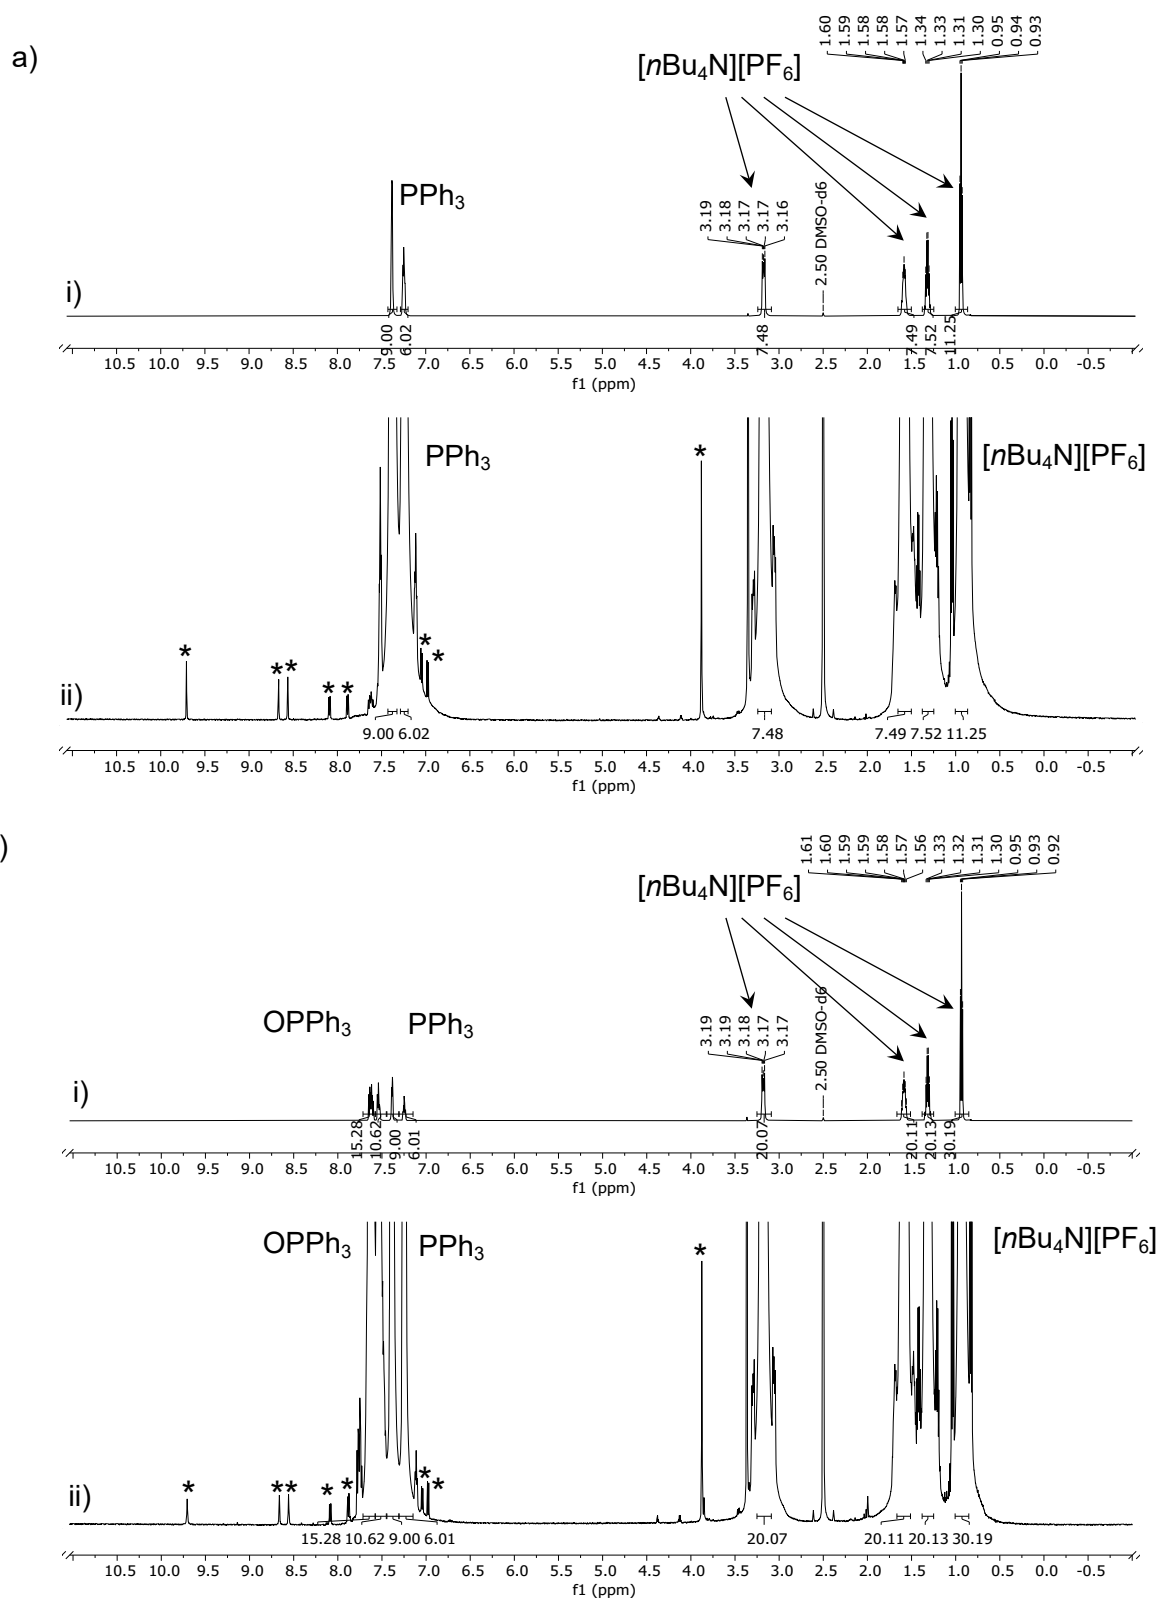 a)
1.60
1.59
1.58
1.58
1.57
1.34
1.33
1.31
1.30
0.95
0.94
0.93
[nBu4N][PF6]
PPh3
3.19
3.18
3.17
3.17
3.16
2.50 DMSO-d6
i)
9.00
6.02
7.48
7.49
7.52
11.25
10.5 10.0 9.5 9.0 8.5 8.0 7.5 7.0 6.5 6.0 5.5 5.0 4.5 4.0 3.5 3.0 2.5 2.0 1.5 1.0 0.5 0.0 -0.5
f1 (ppm)
PPh3
*
[nBu4N][PF6]
* * * * * * *
ii)
9.00 6.02 7.48 7.49 7.52 11.25
10.5 10.0 9.5 9.0 8.5 8.0 7.5 7.0 6.5 6.0 5.5 5.0 4.5 4.0 3.5 3.0 2.5 2.0 1.5 1.0 0.5 0.0 -0.5
f1 (ppm)
)
1.61
1.60
1.59
1.59
1.58
1.57
1.56
1.33
1.32
1.31
1.30
0.95
0.93
0.92
[nBu4N][PF6]
OPPh3 PPh3
3.19
3.19
3.18
3.17
3.17
2.50 DMSO-d6
i)
15.28
10.62
9.00
6.01
20.07
20.11
20.13
30.19
10.5 10.0 9.5 9.0 8.5 8.0 7.5 7.0 6.5 6.0 5.5 5.0 4.5 4.0 3.5 3.0 2.5 2.0 1.5 1.0 0.5 0.0 -0.5
f1 (ppm)
OPPh3 PPh3 * [nBu4N][PF6]
* * * * * * *
ii)
15.28 10.62 9.00 6.01 20.07 20.11 20.13 30.19
10.5 10.0 9.5 9.0 8.5 8.0 7.5 7.0 6.5 6.0 5.5 5.0 4.5 4.0 3.5 3.0 2.5 2.0 1.5 1.0 0.5 0.0 -0.5
f1 (ppm)